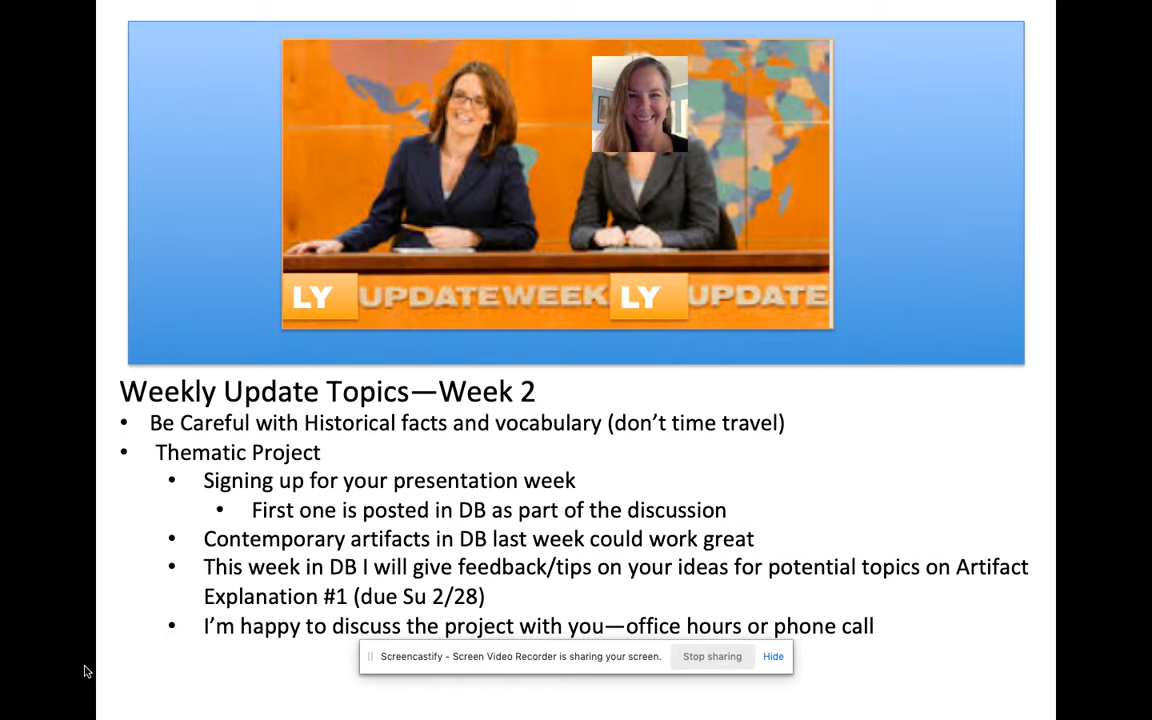 LY UPDATE WEEK LY UPDATE
Weekly Update Topics—Week 2
• Be Careful with Historical facts and vocabulary (don’t time travel)
• Thematic Project
• Signing up for your presentation week
• First one is posted in DB as part of the discussion
• Contemporary artifacts in DB last week could work great
• This week in DB I will give feedback/tips on your ideas for potential topics on Artifact
Explanation #1 (due Su 2/28)
• I’m happy to discuss the project with you—office hours or phone call
Screencastify - Screen Video Recorder is sharing your screen. Stop sharing Hide